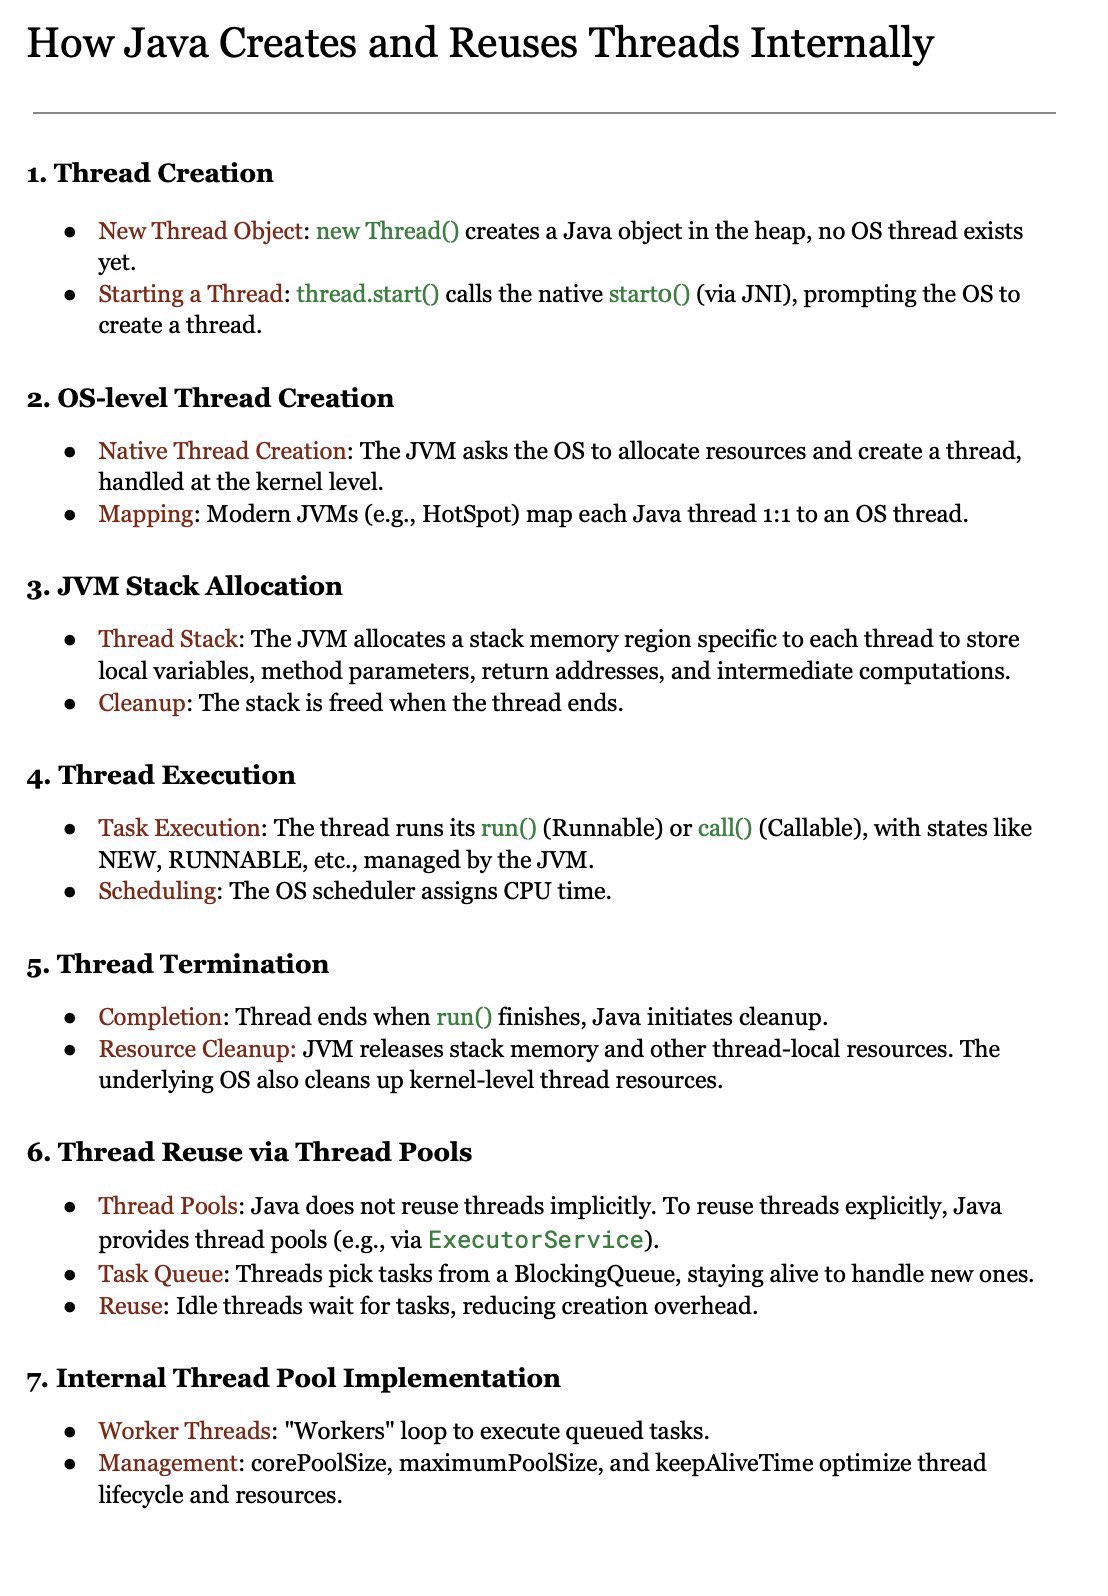 How Java Creates and Reuses Threads Internally
1. Thread Creation
● New Thread Object: new Thread() creates a Java object in the heap, no OS thread exists
yet.
● Starting a Thread: thread.start() calls the native start0() (via JNI), prompting the OS to
create a thread.
2. OS-level Thread Creation
● Native Thread Creation: The JVM asks the OS to allocate resources and create a thread,
handled at the kernel level.
● Mapping: Modern JVMs (e.g., HotSpot) map each Java thread 1:1 to an OS thread.
3. JVM Stack Allocation
● Thread Stack: The JVM allocates a stack memory region specific to each thread to store
local variables, method parameters, return addresses, and intermediate computations.
● Cleanup: The stack is freed when the thread ends.
4. Thread Execution
● Task Execution: The thread runs its run() (Runnable) or call() (Callable), with states like
NEW, RUNNABLE, etc., managed by the JVM.
● Scheduling: The OS scheduler assigns CPU time.
5. Thread Termination
● Completion: Thread ends when run() finishes, Java initiates cleanup.
● Resource Cleanup: JVM releases stack memory and other thread-local resources. The
underlying OS also cleans up kernel-level thread resources.
6. Thread Reuse via Thread Pools
● Thread Pools: Java does not reuse threads implicitly. To reuse threads explicitly, Java
provides thread pools (e.g., via ExecutorService).
● Task Queue: Threads pick tasks from a BlockingQueue, staying alive to handle new ones.
● Reuse: Idle threads wait for tasks, reducing creation overhead.
7. Internal Thread Pool Implementation
● Worker Threads: "Workers" loop to execute queued tasks.
● Management: corePoolSize, maximumPoolSize, and keepAliveTime optimize thread
lifecycle and resources.